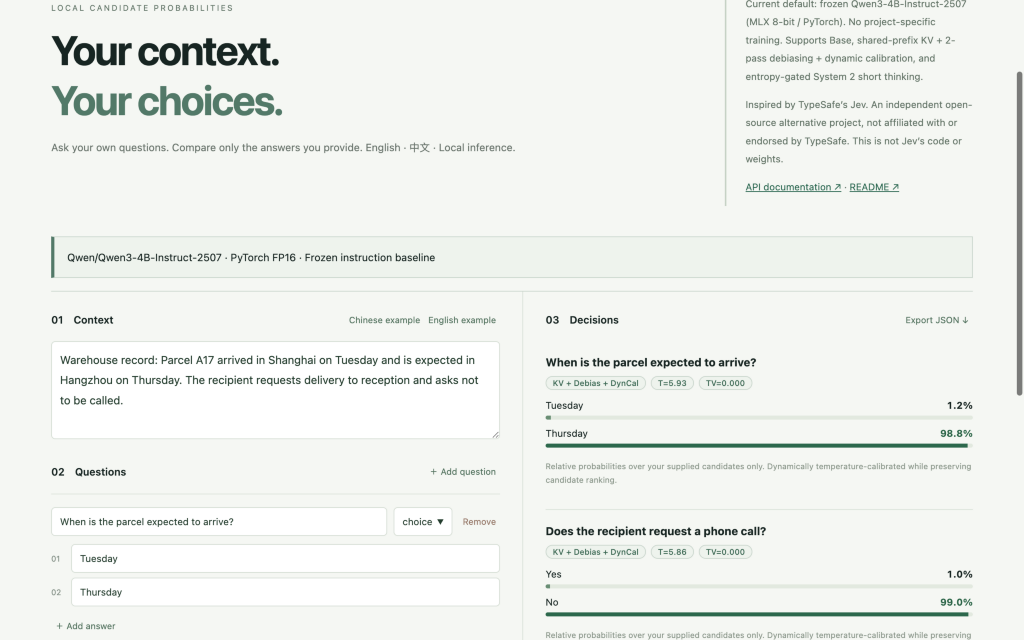 LOCAL CANDIDATE PROBABILITIES
Your context.
Your choices.
Ask your own questions. Compare only the answers you provide. English · 中文 · Local inference.
Current default: frozen Qwen3-4B-Instruct-2507
(MLX 8-bit / PyTorch). No project-specific
training. Supports Base, shared-prefix KV + 2-
pass debiasing + dynamic calibration, and
entropy-gated System 2 short thinking.
Inspired by TypeSafe's Jev. An independent open-
source alternative project, not affiliated with or
endorsed by TypeSafe. This is not Jev's code or
weights.
API documentation ↗ · README ↗
Qwen/Qwen3-4B-Instruct-2507 · PyTorch FP16 · Frozen instruction baseline
01 Context
Chinese example English example
Warehouse record: Parcel A17 arrived in Shanghai on Tuesday and is expected in
Hangzhou on Thursday. The recipient requests delivery to reception and asks not
to be called.
02 Questions
+ Add question
When is the parcel expected to arrive?
choice ▼
Remove
01 Tuesday
02 Thursday
+ Add answer
03 Decisions
Export JSON ↓
When is the parcel expected to arrive?
KV + Debias + DynCal T=5.93 TV=0.000
Tuesday 1.2%
Thursday 98.8%
Relative probabilities over your supplied candidates only. Dynamically temperature-calibrated while preserving
candidate ranking.
Does the recipient request a phone call?
KV + Debias + DynCal T=5.86 TV=0.000
Yes 1.0%
No 99.0%
Relative probabilities over your supplied candidates only. Dynamically temperature-calibrated while preserving